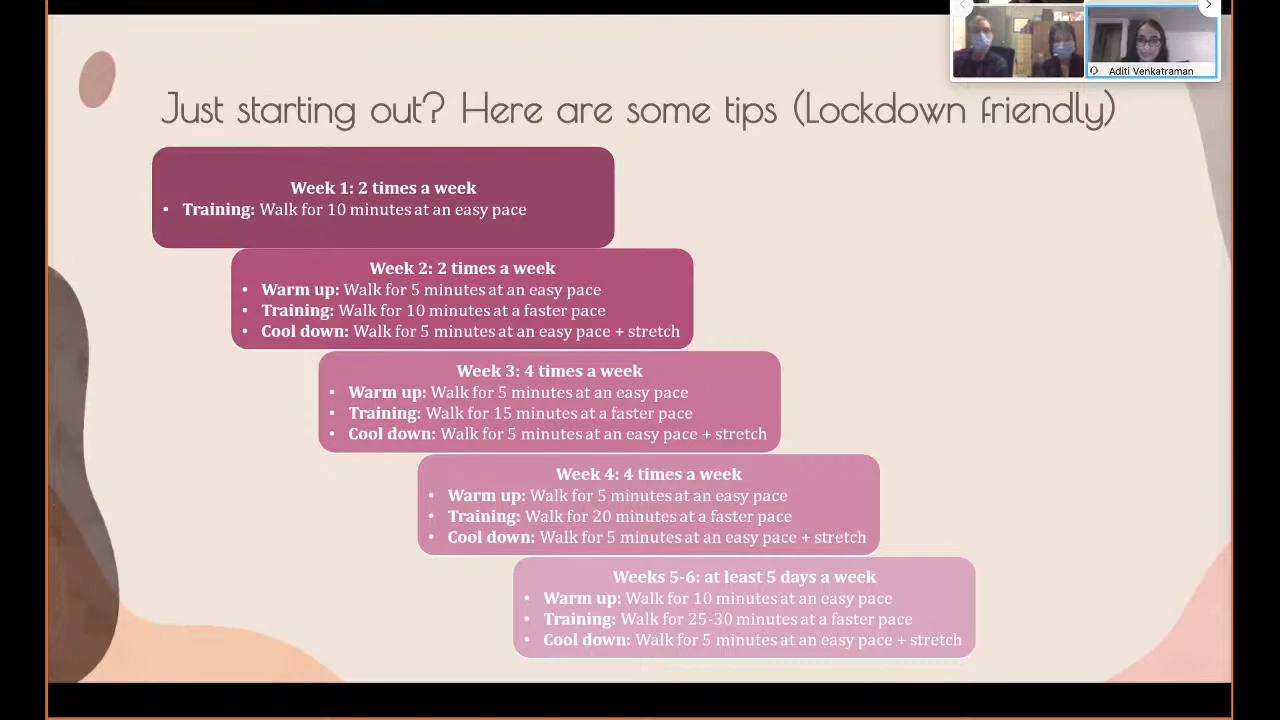 Aditi Venkatraman
Just starting out? Here are some tips (Lockdown friendly)
Week 1: 2 times a week
• Training: Walk for 10 minutes at an easy pace
Week 2: 2 times a week
• Warm up: Walk for 5 minutes at an easy pace
• Training: Walk for 10 minutes at a faster pace
• Cool down: Walk for 5 minutes at an easy pace + stretch
Week 3: 4 times a week
• Warm up: Walk for 5 minutes at an easy pace
• Training: Walk for 15 minutes at a faster pace
• Cool down: Walk for 5 minutes at an easy pace + stretch
Week 4: 4 times a week
• Warm up: Walk for 5 minutes at an easy pace
• Training: Walk for 20 minutes at a faster pace
• Cool down: Walk for 5 minutes at an easy pace + stretch
Weeks 5-6: at least 5 days a week
• Warm up: Walk for 10 minutes at an easy pace
• Training: Walk for 25-30 minutes at a faster pace
• Cool down: Walk for 5 minutes at an easy pace + stretch